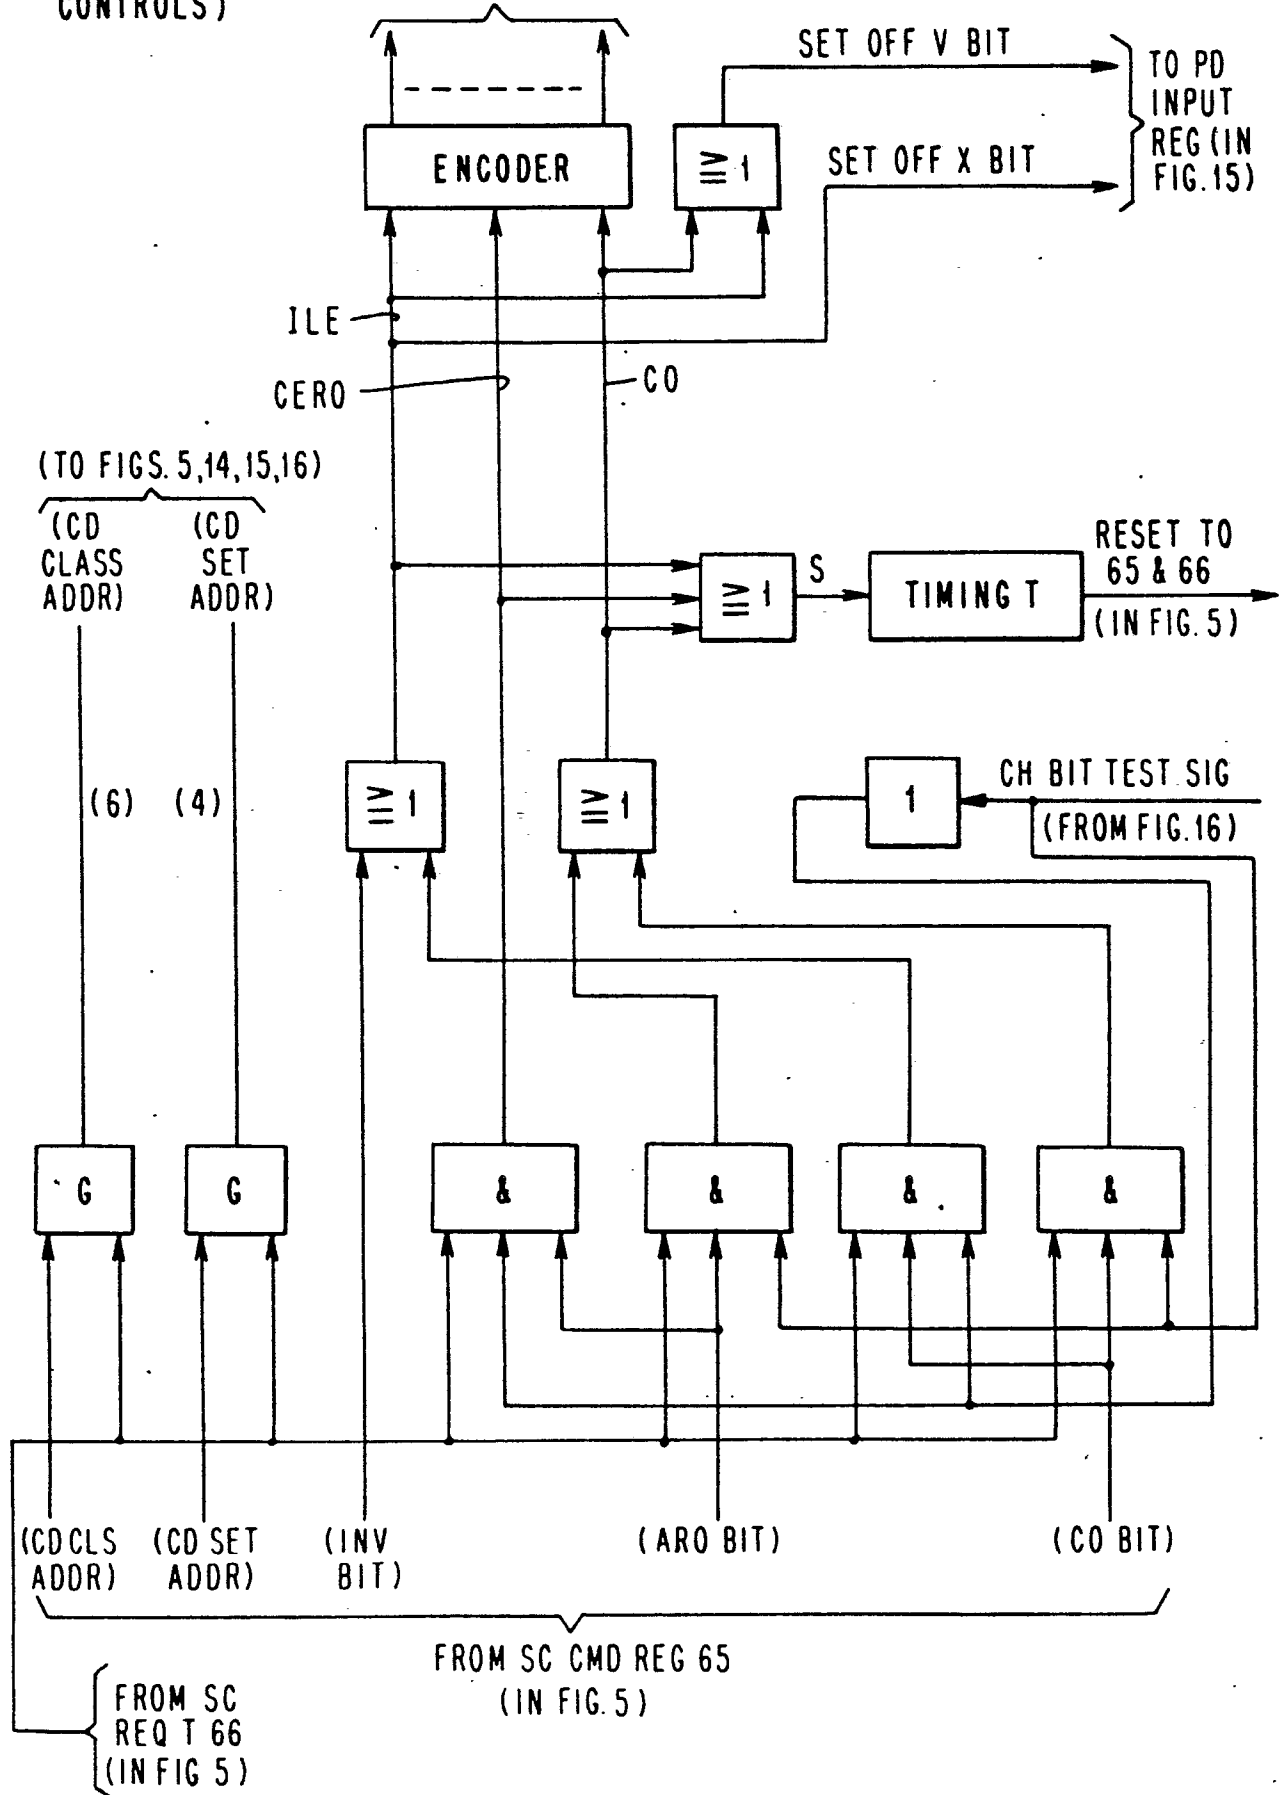 CONTROLS)
SET OFF V BIT
TO PD
INPUT
REG (IN
FIG. 15)
ENCODER
≧ 1
SET OFF X BIT
ILE
CERO
CO
(TO FIGS. 5,14,15,16)
(CD
CLASS
ADDR)
(CD
SET
ADDR)
≧ 1
S
TIMING T
RESET TO
65 & 66
(IN FIG. 5)
(6)
(4)
≧ 1
≧ 1
1
CH BIT TEST SIG
(FROM FIG. 16)
G
G
&
&
&
&
(CD CLS
ADDR)
(CD SET
ADDR)
(INV
BIT)
(ARO BIT)
(CO BIT)
FROM SC CMD REG 65
(IN FIG. 5)
FROM SC
REQ T 66
(IN FIG 5)